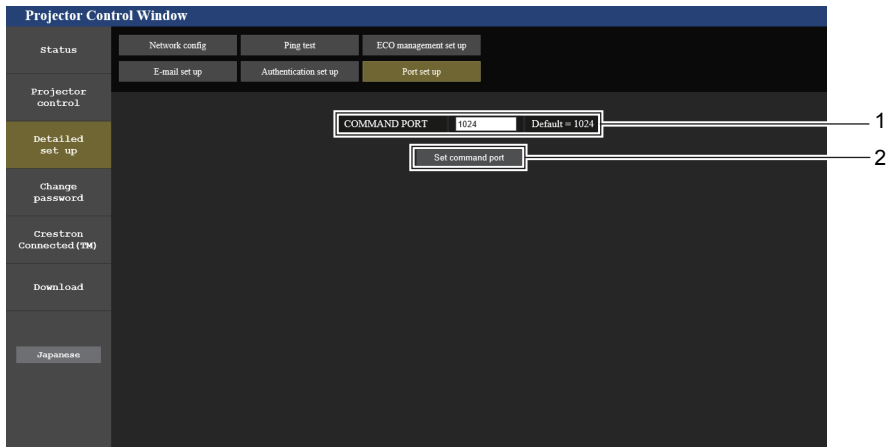 Projector Control Window
Status
Network config
Ping test
ECO management set up
E-mail set up
Authentication set up
Port set up
Projector
control
Detailed
set up
Change
password
Crestron
Connected(TM)
Download
Japanese
COMMAND PORT 1024 Default = 1024
1
Set command port
2